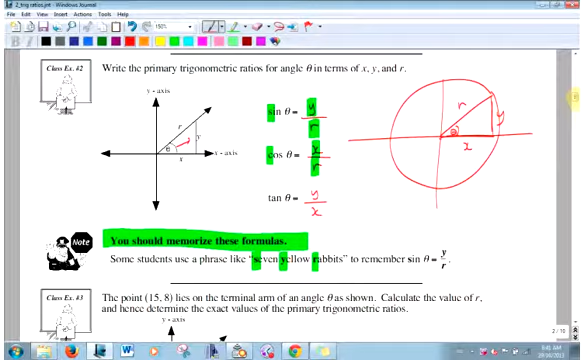 2_trig ratios.jnt - Windows Journal
File Edit View Insert Actions Tools Help
150%
Class Ex. #2
Write the primary trigonometric ratios for angle θ in terms of x, y, and r.
y - axis
r
y
θ
x
x - axis
sin θ = y/r
cos θ = x/r
tan θ = y/x
r
y
θ
x
Note
You should memorize these formulas.
Some students use a phrase like "seven yellow rabbits" to remember sin θ = y/r.
Class Ex. #3
The point (15, 8) lies on the terminal arm of an angle θ as shown. Calculate the value of r,
and hence determine the exact values of the primary trigonometric ratios.
y - axis
2 / 10